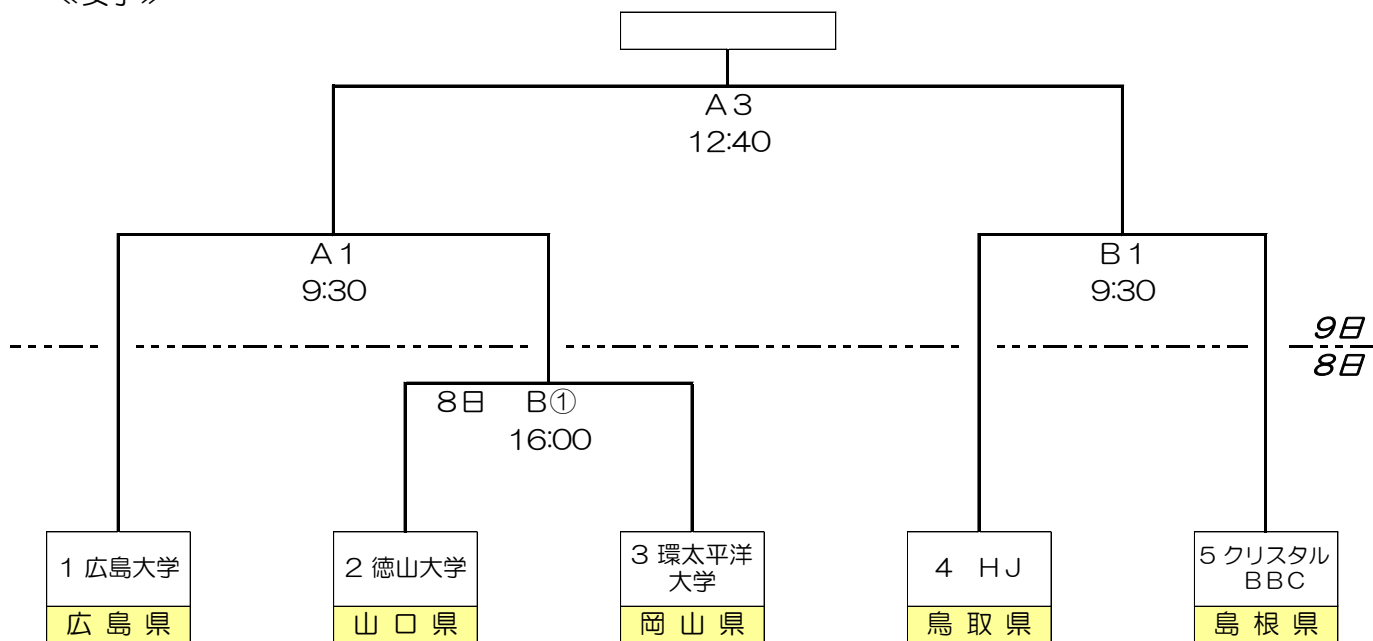 ≪女子≫
A3
12:40
A1
9:30
B1
9:30
9日
8日
8日 B①
16:00
1 広島大学
広島県
2 徳山大学
山口県
3 環太平洋
大学
岡山県
4 HJ
鳥取県
5 クリスタル
BBC
島根県